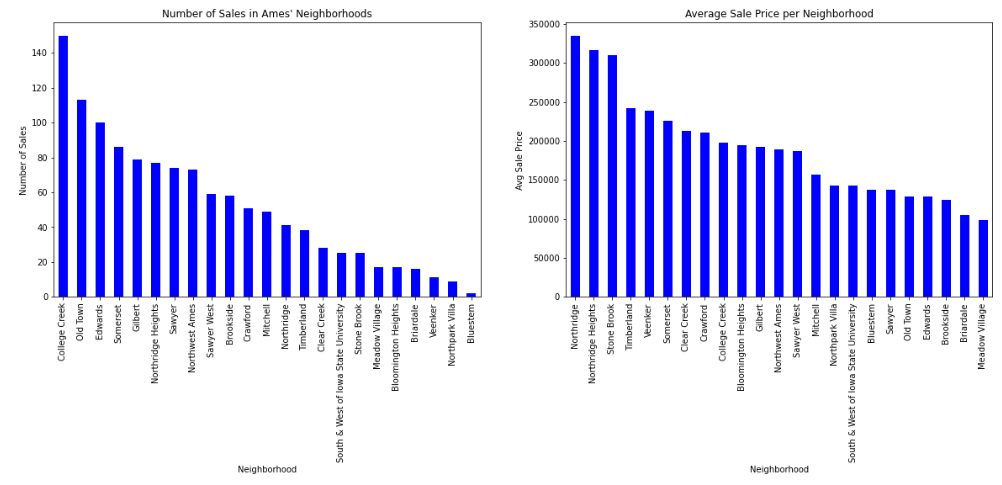 Number of Sales in Ames' Neighborhoods
Number of Sales
140
120
100
80
60
40
20
0
College Creek
Old Town
Edwards
Somerset
Gilbert
Northridge Heights
Sawyer
Northwest Ames
Sawyer West
Brookside
Crawford
Mitchell
Northridge
Timberland
Clear Creek
South & West of Iowa State University
Stone Brook
Meadow Village
Bloomington Heights
Briardale
Veenker
Northpark Villa
Bluestem
Neighborhood
Average Sale Price per Neighborhood
Avg Sale Price
350000
300000
250000
200000
150000
100000
50000
0
Northridge
Northridge Heights
Stone Brook
Timberland
Veenker
Somerset
Clear Creek
Crawford
College Creek
Bloomington Heights
Gilbert
Northwest Ames
Sawyer West
Mitchell
Northpark Villa
South & West of Iowa State University
Bluestem
Sawyer
Old Town
Edwards
Brookside
Briardale
Meadow Village
Neighborhood